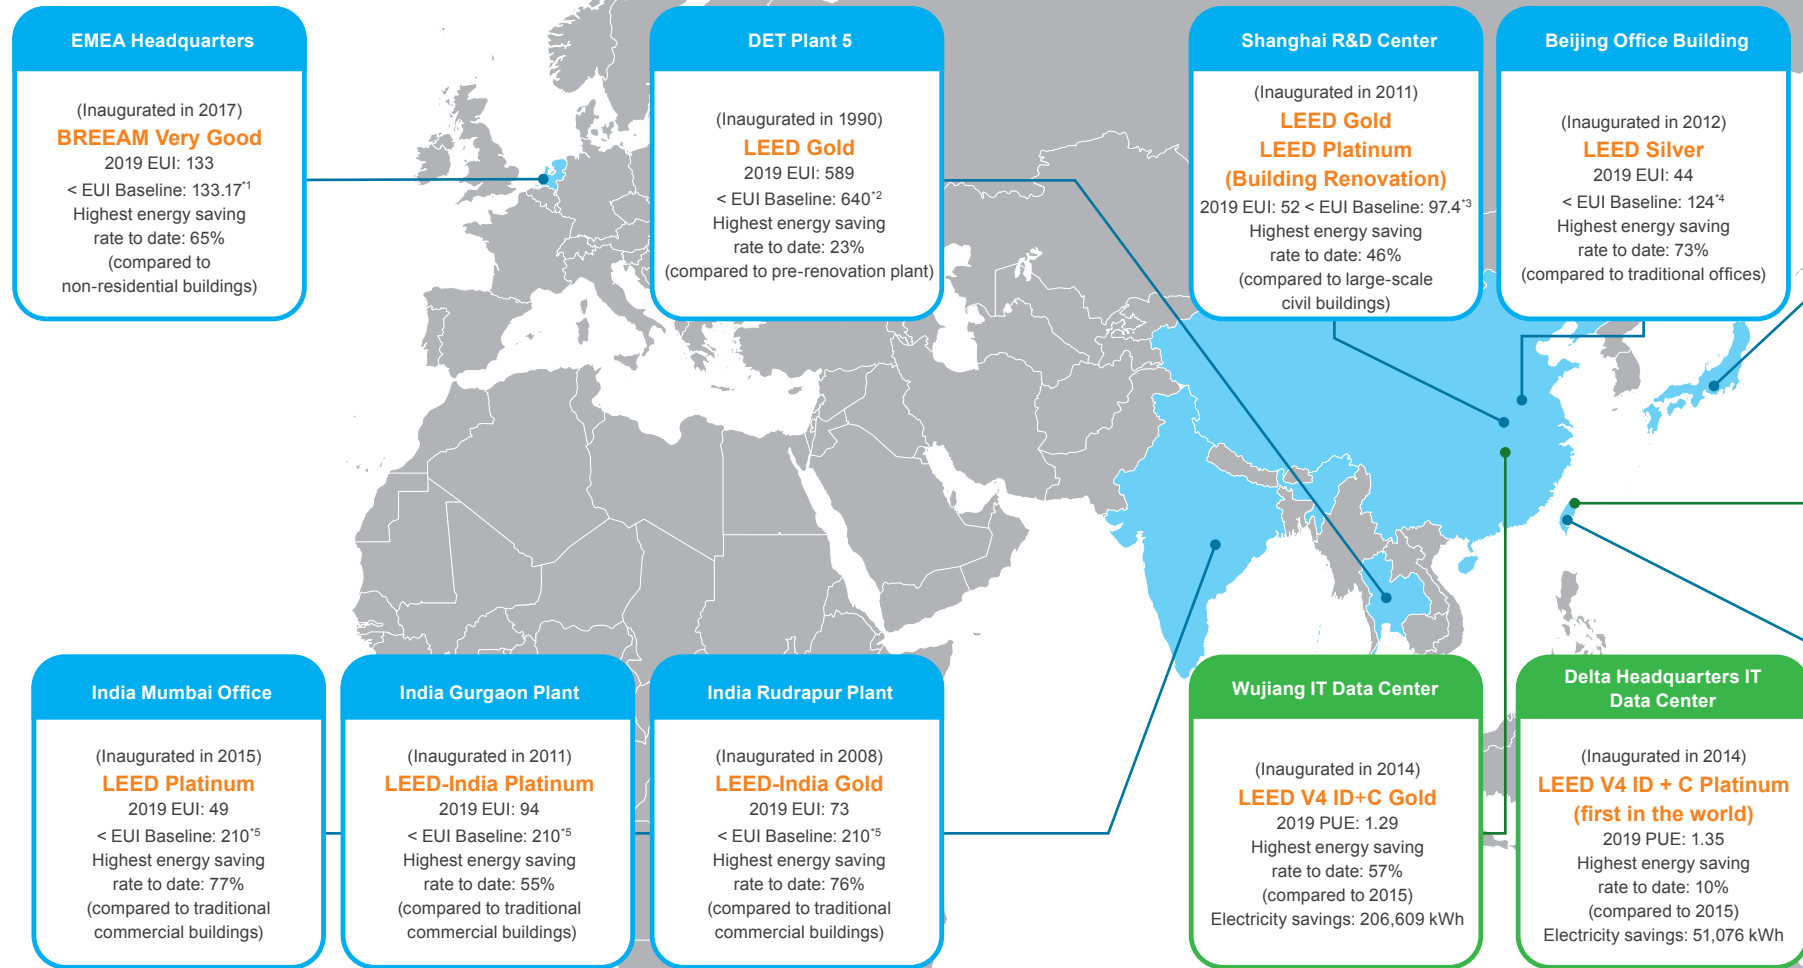 EMEA Headquarters
(Inaugurated in 2017)
BREEAM Very Good
2019 EUI: 133
< EUI Baseline: 133.17*1
Highest energy saving
rate to date: 65%
(compared to
non-residential buildings)
DET Plant 5
(Inaugurated in 1990)
LEED Gold
2019 EUI: 589
< EUI Baseline: 640*2
Highest energy saving
rate to date: 23%
(compared to pre-renovation plant)
Shanghai R&D Center
(Inaugurated in 2011)
LEED Gold
LEED Platinum
(Building Renovation)
2019 EUI: 52 < EUI Baseline: 97.4*3
Highest energy saving
rate to date: 46%
(compared to large-scale
civil buildings)
Beijing Office Building
(Inaugurated in 2012)
LEED Silver
2019 EUI: 44
< EUI Baseline: 124*4
Highest energy saving
rate to date: 73%
(compared to traditional offices)
India Mumbai Office
(Inaugurated in 2015)
LEED Platinum
2019 EUI: 49
< EUI Baseline: 210*5
Highest energy saving
rate to date: 77%
(compared to traditional
commercial buildings)
India Gurgaon Plant
(Inaugurated in 2011)
LEED-India Platinum
2019 EUI: 94
< EUI Baseline: 210*5
Highest energy saving
rate to date: 55%
(compared to traditional
commercial buildings)
India Rudrapur Plant
(Inaugurated in 2008)
LEED-India Gold
2019 EUI: 73
< EUI Baseline: 210*5
Highest energy saving
rate to date: 76%
(compared to traditional
commercial buildings)
Wujiang IT Data Center
(Inaugurated in 2014)
LEED V4 ID+C Gold
2019 PUE: 1.29
Highest energy saving
rate to date: 57%
(compared to 2015)
Electricity savings: 206,609 kWh
Delta Headquarters IT
Data Center
(Inaugurated in 2014)
LEED V4 ID + C Platinum
(first in the world)
2019 PUE: 1.35
Highest energy saving
rate to date: 10%
(compared to 2015)
Electricity savings: 51,076 kWh